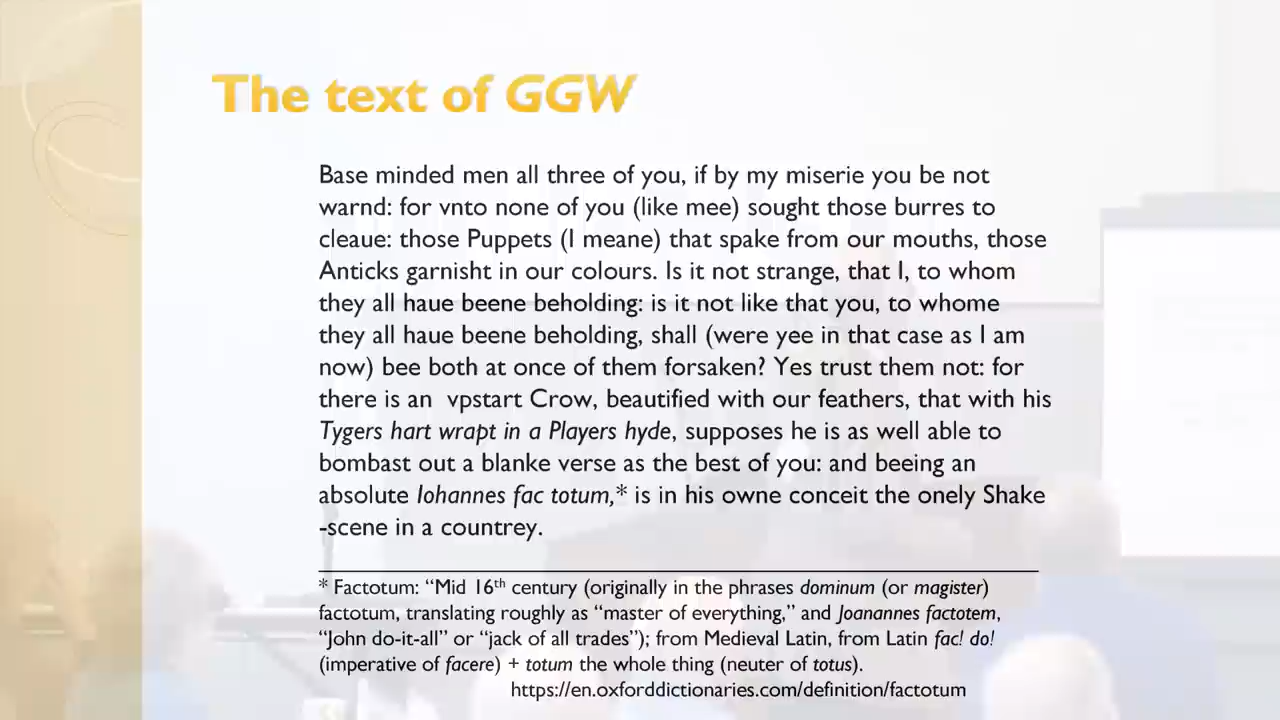 The text of GGW
Base minded men all three of you, if by my miserie you be not
warnd: for vnto none of you (like mee) sought those burres to
cleaue: those Puppets (I meane) that spake from our mouths, those
Anticks garnisht in our colours. Is it not strange, that I, to whom
they all haue beene beholding: is it not like that you, to whome
they all haue beene beholding, shall (were yee in that case as I am
now) bee both at once of them forsaken? Yes trust them not: for
there is an  vpstart Crow, beautified with our feathers, that with his
Tygers hart wrapt in a Players hyde, supposes he is as well able to
bombast out a blanke verse as the best of you: and beeing an
absolute Iohannes fac totum,* is in his owne conceit the onely Shake
-scene in a countrey.
* Factotum: “Mid 16th century (originally in the phrases dominum (or magister)
factotum, translating roughly as “master of everything,” and Joanannes factotem,
“John do-it-all” or “jack of all trades”); from Medieval Latin, from Latin fac! do!
(imperative of facere) + totum the whole thing (neuter of totus).
https://en.oxforddictionaries.com/definition/factotum